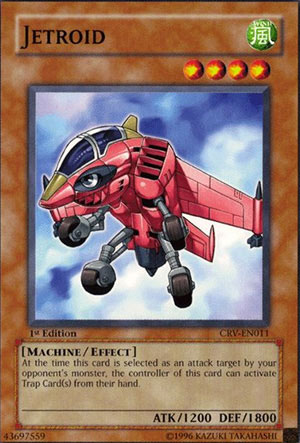 JETROID
WIND
風
1st Edition
CRV-EN011
[MACHINE/EFFECT]
At the time this card is selected as an attack target by your
opponent's monster, the controller of this card can activate
Trap Card(s) from their hand.
ATK/1200 DEF/1800
43697559
©1996 KAZUKI TAKAHASHI